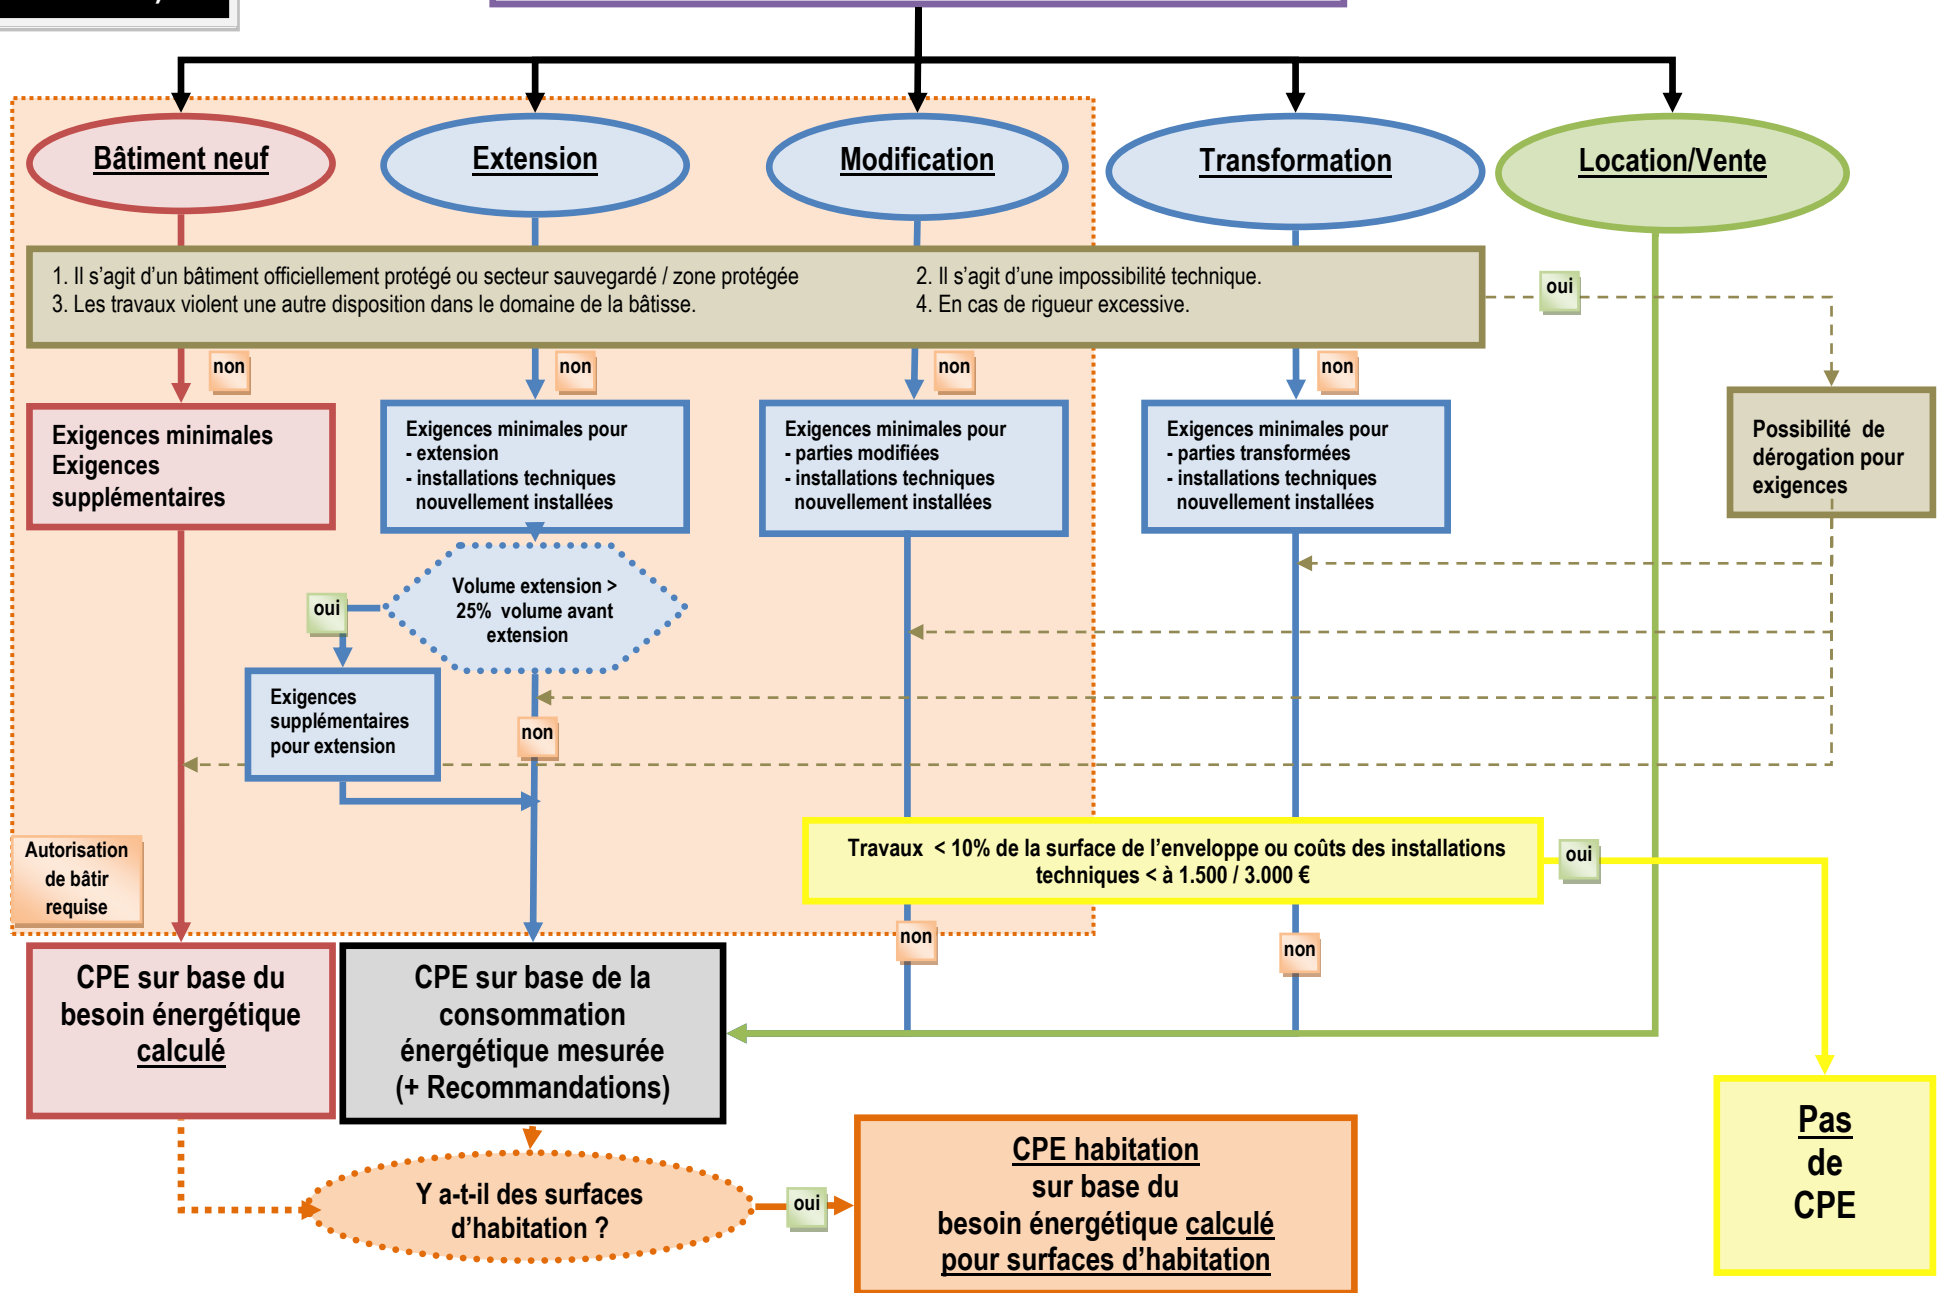 Bâtiment neuf
Extension
Modification
Transformation
Location/Vente
1. Il s’agit d’un bâtiment officiellement protégé ou secteur sauvegardé / zone protégée
2. Il s’agit d’une impossibilité technique.
3. Les travaux violent une autre disposition dans le domaine de la bâtisse.
4. En cas de rigueur excessive.
oui
non
non
non
non
Exigences minimales
Exigences
supplémentaires
Exigences minimales pour
- extension
- installations techniques
nouvellement installées
Exigences minimales pour
- parties modifiées
- installations techniques
nouvellement installées
Exigences minimales pour
- parties transformées
- installations techniques
nouvellement installées
Possibilité de
dérogation pour
exigences
Volume extension >
25% volume avant
extension
oui
Exigences
supplémentaires
pour extension
non
Travaux < 10% de la surface de l’enveloppe ou coûts des installations
techniques < à 1.500 / 3.000 €
oui
Autorisation
de bâtir
requise
non
non
CPE sur base du
besoin énergétique
calculé
CPE sur base de la
consommation
énergétique mesurée
(+ Recommandations)
Y a-t-il des surfaces
d’habitation ?
oui
CPE habitation
sur base du
besoin énergétique calculé
pour surfaces d’habitation
Pas
de
CPE